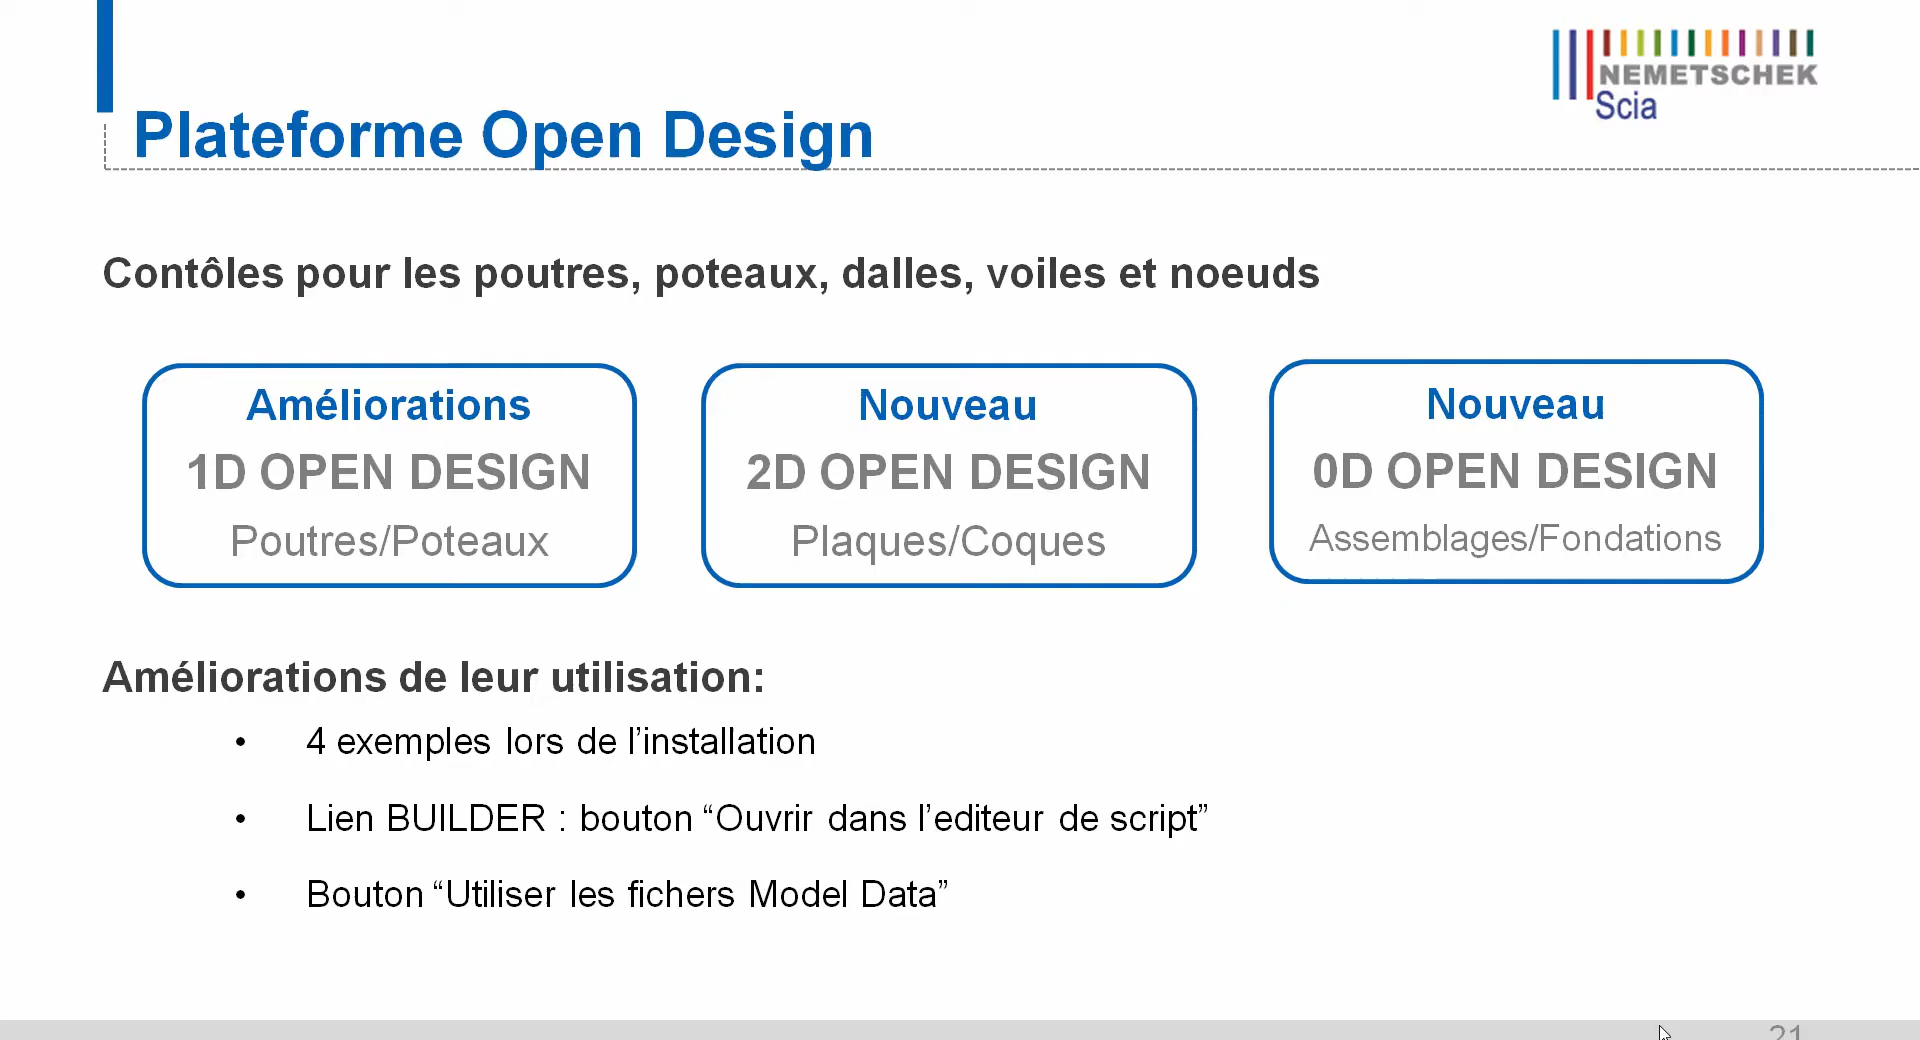 NEMETSCHEK
Scia
Plateforme Open Design
Contôles pour les poutres, poteaux, dalles, voiles et noeuds
Améliorations
1D OPEN DESIGN
Poutres/Poteaux
Nouveau
2D OPEN DESIGN
Plaques/Coques
Nouveau
0D OPEN DESIGN
Assemblages/Fondations
Améliorations de leur utilisation:
• 4 exemples lors de l’installation
• Lien BUILDER : bouton “Ouvrir dans l’editeur de script”
• Bouton “Utiliser les fichers Model Data”
21